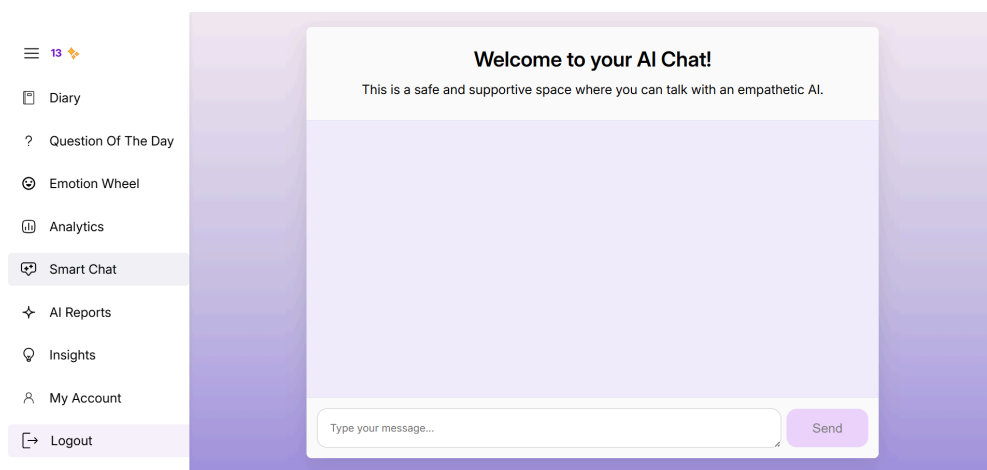 13
Diary
Question Of The Day
Emotion Wheel
Analytics
Smart Chat
AI Reports
Insights
My Account
Logout
Welcome to your AI Chat!
This is a safe and supportive space where you can talk with an empathetic AI.
Type your message...
Send